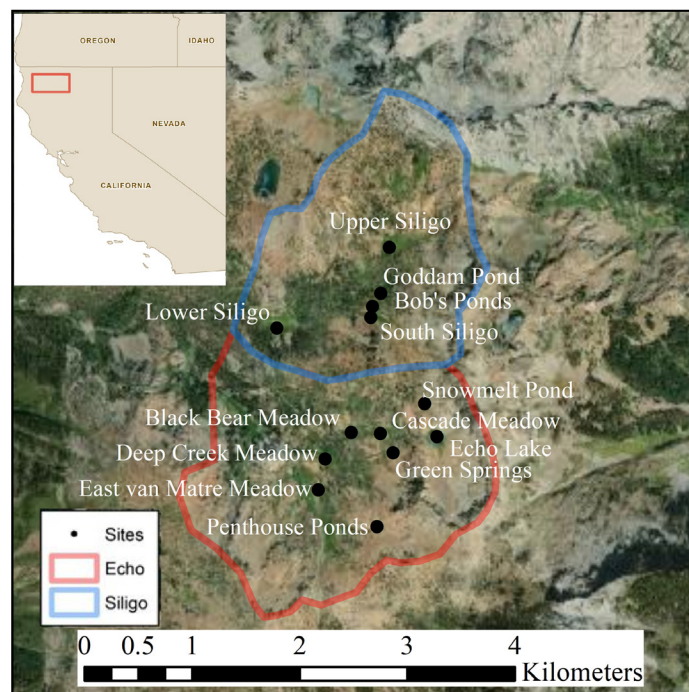 OREGON
IDAHO
NEVADA
CALIFORNIA
Upper Siligo
Goddam Pond
Bob's Ponds
Lower Siligo
South Siligo
Snowmelt Pond
Black Bear Meadow
Cascade Meadow
Echo Lake
Deep Creek Meadow
Green Springs
East van Matre Meadow
Penthouse Ponds
Sites
Echo
Siligo
0 0.5 1 2 3 4
Kilometers